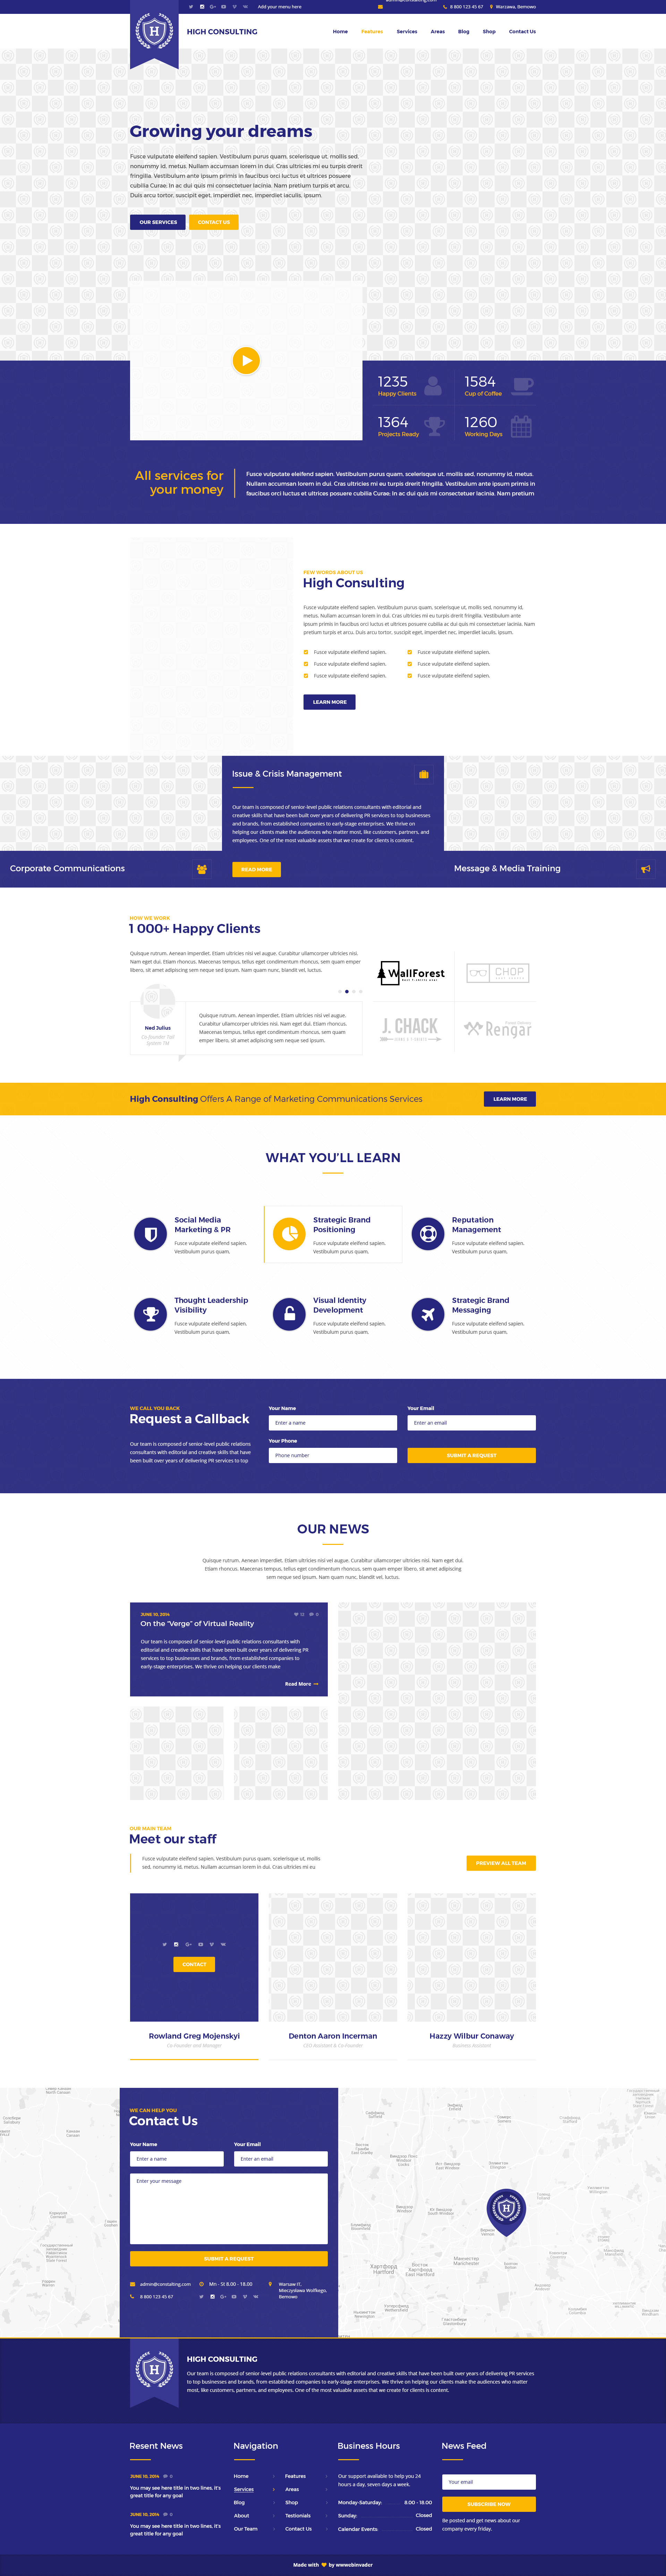 Add your menu here
8 800 123 45 67
Warszawa, Bemowo
H
HIGH CONSULTING
Home
Features
Services
Areas
Blog
Shop
Contact Us
Growing your dreams
Fusce vulputate eleifend sapien. Vestibulum purus quam, scelerisque ut, mollis sed,
nonummy id, metus. Nullam accumsan lorem in dui. Cras ultricies mi eu turpis drerit
fringilla. Vestibulum ante ipsum primis in faucibus orci luctus et ultrices posuere
cubilia Curae. In ac dui quis mi consectetuer lacinia. Nam pretium turpis et arcu.
Duis arcu tortor, suscipit eget, imperdiet nec, imperdiet iaculis, ipsum.
OUR SERVICES
CONTACT US
1235
Happy Clients
1584
Cup of Coffee
1364
Projects Ready
1260
Working Days
All services for
your money
Fusce vulputate eleifend sapien. Vestibulum purus quam, scelerisque ut, mollis sed, nonummy id, metus.
Nullam accumsan lorem in dui. Cras ultricies mi eu turpis drerit fringilla. Vestibulum ante ipsum primis in
faucibus orci luctus et ultrices posuere cubilia Curae. In ac dui quis mi consectetuer lacinia. Nam pretium
FEW WORDS ABOUT US
High Consulting
Fusce vulputate eleifend sapien. Vestibulum purus quam, scelerisque ut, mollis sed, nonummy id,
metus. Nullam accumsan lorem in dui. Cras ultricies mi eu turpis drerit fringilla. Vestibulum ante
ipsum primis in faucibus orci luctus et ultrices posuere cubilia ac dui quis mi consectetuer lacinia. Nam
pretium turpis et arcu. Duis arcu tortor, suscipit eget, imperdiet nec, imperdiet iaculis, ipsum.
Fusce vulputate eleifend sapien.
Fusce vulputate eleifend sapien.
Fusce vulputate eleifend sapien.
Fusce vulputate eleifend sapien.
Fusce vulputate eleifend sapien.
Fusce vulputate eleifend sapien.
LEARN MORE
Issue & Crisis Management
Our team is composed of senior-level public relations consultants with editorial and
creative skills that have been built over years of delivering PR services to top businesses
and brands, from established companies to early-stage enterprises. We thrive on
helping our clients make the audiences who matter most, like customers, partners, and
employees. One of the most valuable assets that we create for clients is content.
Corporate Communications
READ MORE
Message & Media Training
HOW WE WORK
1 000+ Happy Clients
Quisque rutrum. Aenean imperdiet. Etiam ultricies nisi vel augue. Curabitur ullamcorper ultricies nisi.
Nam eget dui. Etiam rhoncus. Maecenas tempus, tellus eget condimentum rhoncus, sem quam semper
libero, sit amet adipiscing sem neque sed ipsum. Nam quam nunc, blandit vel, luctus.
WallForest
CHOP
Ned Julius
Quisque rutrum. Aenean imperdiet. Etiam ultricies nisi vel augue.
Curabitur ullamcorper ultricies nisi. Nam eget dui. Etiam rhoncus.
Maecenas tempus, tellus eget condimentum rhoncus, sem quam
emper libero, sit amet adipiscing sem neque sed ipsum.
J. CHACK
Rengar
High Consulting Offers A Range of Marketing Communications Services
LEARN MORE
WHAT YOU'LL LEARN
Social Media
Marketing & PR
Fusce vulputate eleifend sapien.
Vestibulum purus quam.
Strategic Brand
Positioning
Fusce vulputate eleifend sapien.
Vestibulum purus quam.
Reputation
Management
Fusce vulputate eleifend sapien.
Vestibulum purus quam.
Thought Leadership
Visibility
Fusce vulputate eleifend sapien.
Vestibulum purus quam.
Visual Identity
Development
Fusce vulputate eleifend sapien.
Vestibulum purus quam.
Strategic Brand
Messaging
Fusce vulputate eleifend sapien.
Vestibulum purus quam.
WE CALL YOU BACK
Request a Callback
Our team is composed of senior-level public relations
consultants with editorial and creative skills that have
been built over years of delivering PR services to top
Your Name
Enter a name
Your Email
Enter an email
Your Phone
Phone number
SUBMIT A REQUEST
OUR NEWS
Quisque rutrum. Aenean imperdiet. Etiam ultricies nisi vel augue. Curabitur ullamcorper ultricies nisi. Nam eget dui.
Etiam rhoncus. Maecenas tempus, tellus eget condimentum rhoncus, sem quam emper libero, sit amet adipiscing
sem neque sed ipsum. Nam quam nunc, blandit vel, luctus.
JUNE 10, 2014
12
0
On the "Verge" of Virtual Reality
Our team is composed of senior-level public relations consultants with
editorial and creative skills that have been built over years of delivering PR
services to top businesses and brands, from established companies to
early-stage enterprises. We thrive on helping our clients make
Read More
OUR MAIN TEAM
Meet our staff
Fusce vulputate eleifend sapien. Vestibulum purus quam, scelerisque ut, mollis
sed, nonummy id, metus. Nullam accumsan lorem in dui. Cras ultricies mi eu
PREVIEW ALL TEAM
CONTACT
Rowland Greg Mojenskyi
Co-Founder and Manager
Denton Aaron Incerman
CTO Assistant & Co-Founder
Hazzy Wilbur Conaway
Business Assistant
WE CAN HELP YOU
Contact Us
Your Name
Enter a name
Your Email
Enter an email
Enter your message
SUBMIT A REQUEST
admin@constalting.com
8 800 123 45 67
Mn - St 8.00 - 18.00
Warsaw 17,
Mieczyslawa Wolfkego,
Bemowo
Хартфорд
Hartford
Восток
Хартфорд
East Hartford
Манчестер
Manchester
H
H
HIGH CONSULTING
Our team is composed of senior-level public relations consultants with editorial and creative skills that have been built over years of delivering PR services
to top businesses and brands, from established companies to early-stage enterprises. We thrive on helping our clients make the audiences who matter
most, like customers, partners, and employees. One of the most valuable assets that we create for clients is content.
Recent News
JUNE 10, 2014
0
You may see here title in two lines, it's
great title for any goal
JUNE 10, 2014
0
You may see here title in two lines, it's
great title for any goal
Navigation
Home
Services
Blog
About
Our Team
Features
Areas
Shop
Testionials
Contact Us
Business Hours
Our support available to help you 24
hours a day, seven days a week.
Monday-Saturday:
8.00 - 18.00
Sunday:
Closed
Calendar Events:
Closed
News Feed
Your email
SUBSCRIBE NOW
Be posted and get news about our
company every friday.
Made with
by wwwebinvader